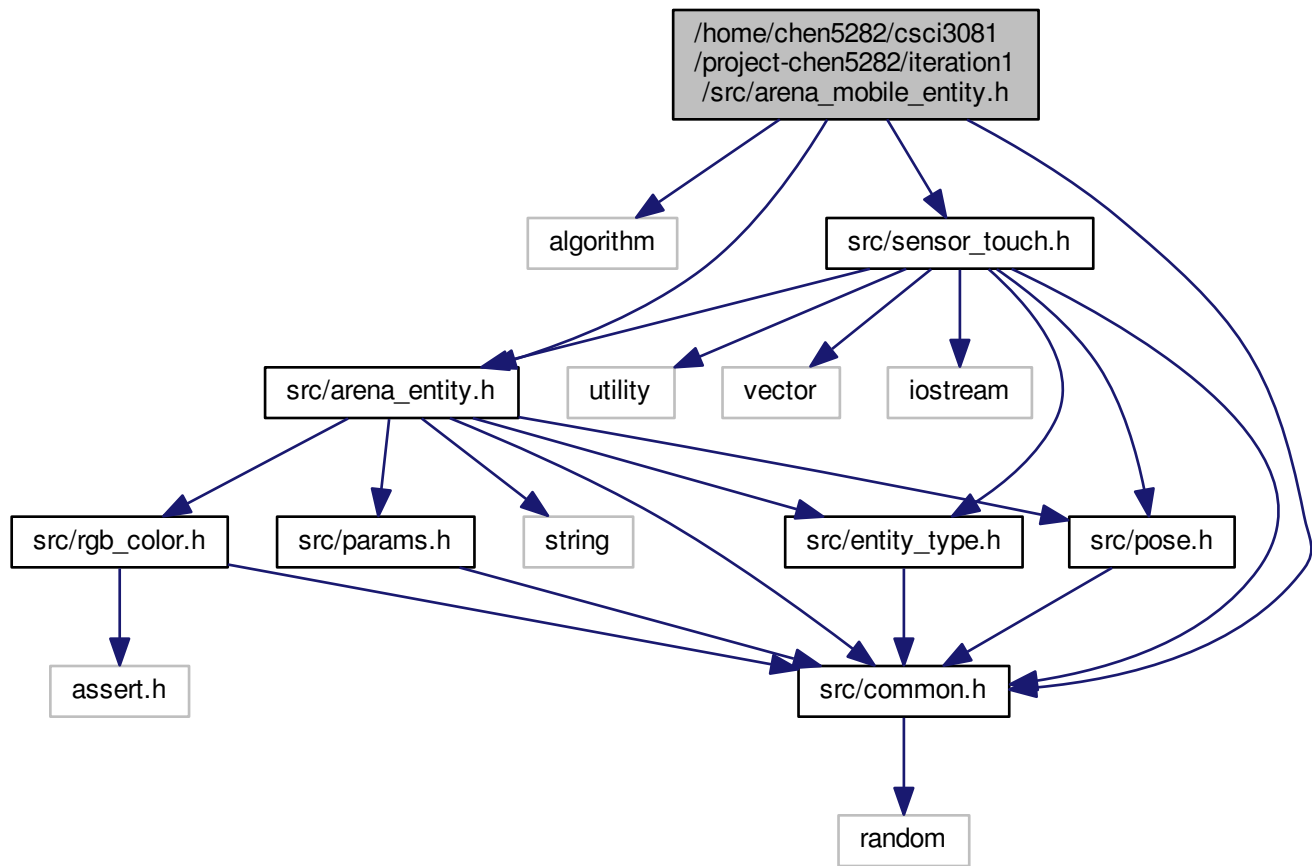 /home/chen5282/csci3081
/project-chen5282/iteration1
/src/arena_mobile_entity.h
algorithm
src/sensor_touch.h
src/arena_entity.h
utility
vector
iostream
src/rgb_color.h
src/params.h
string
src/entity_type.h
src/pose.h
assert.h
src/common.h
random